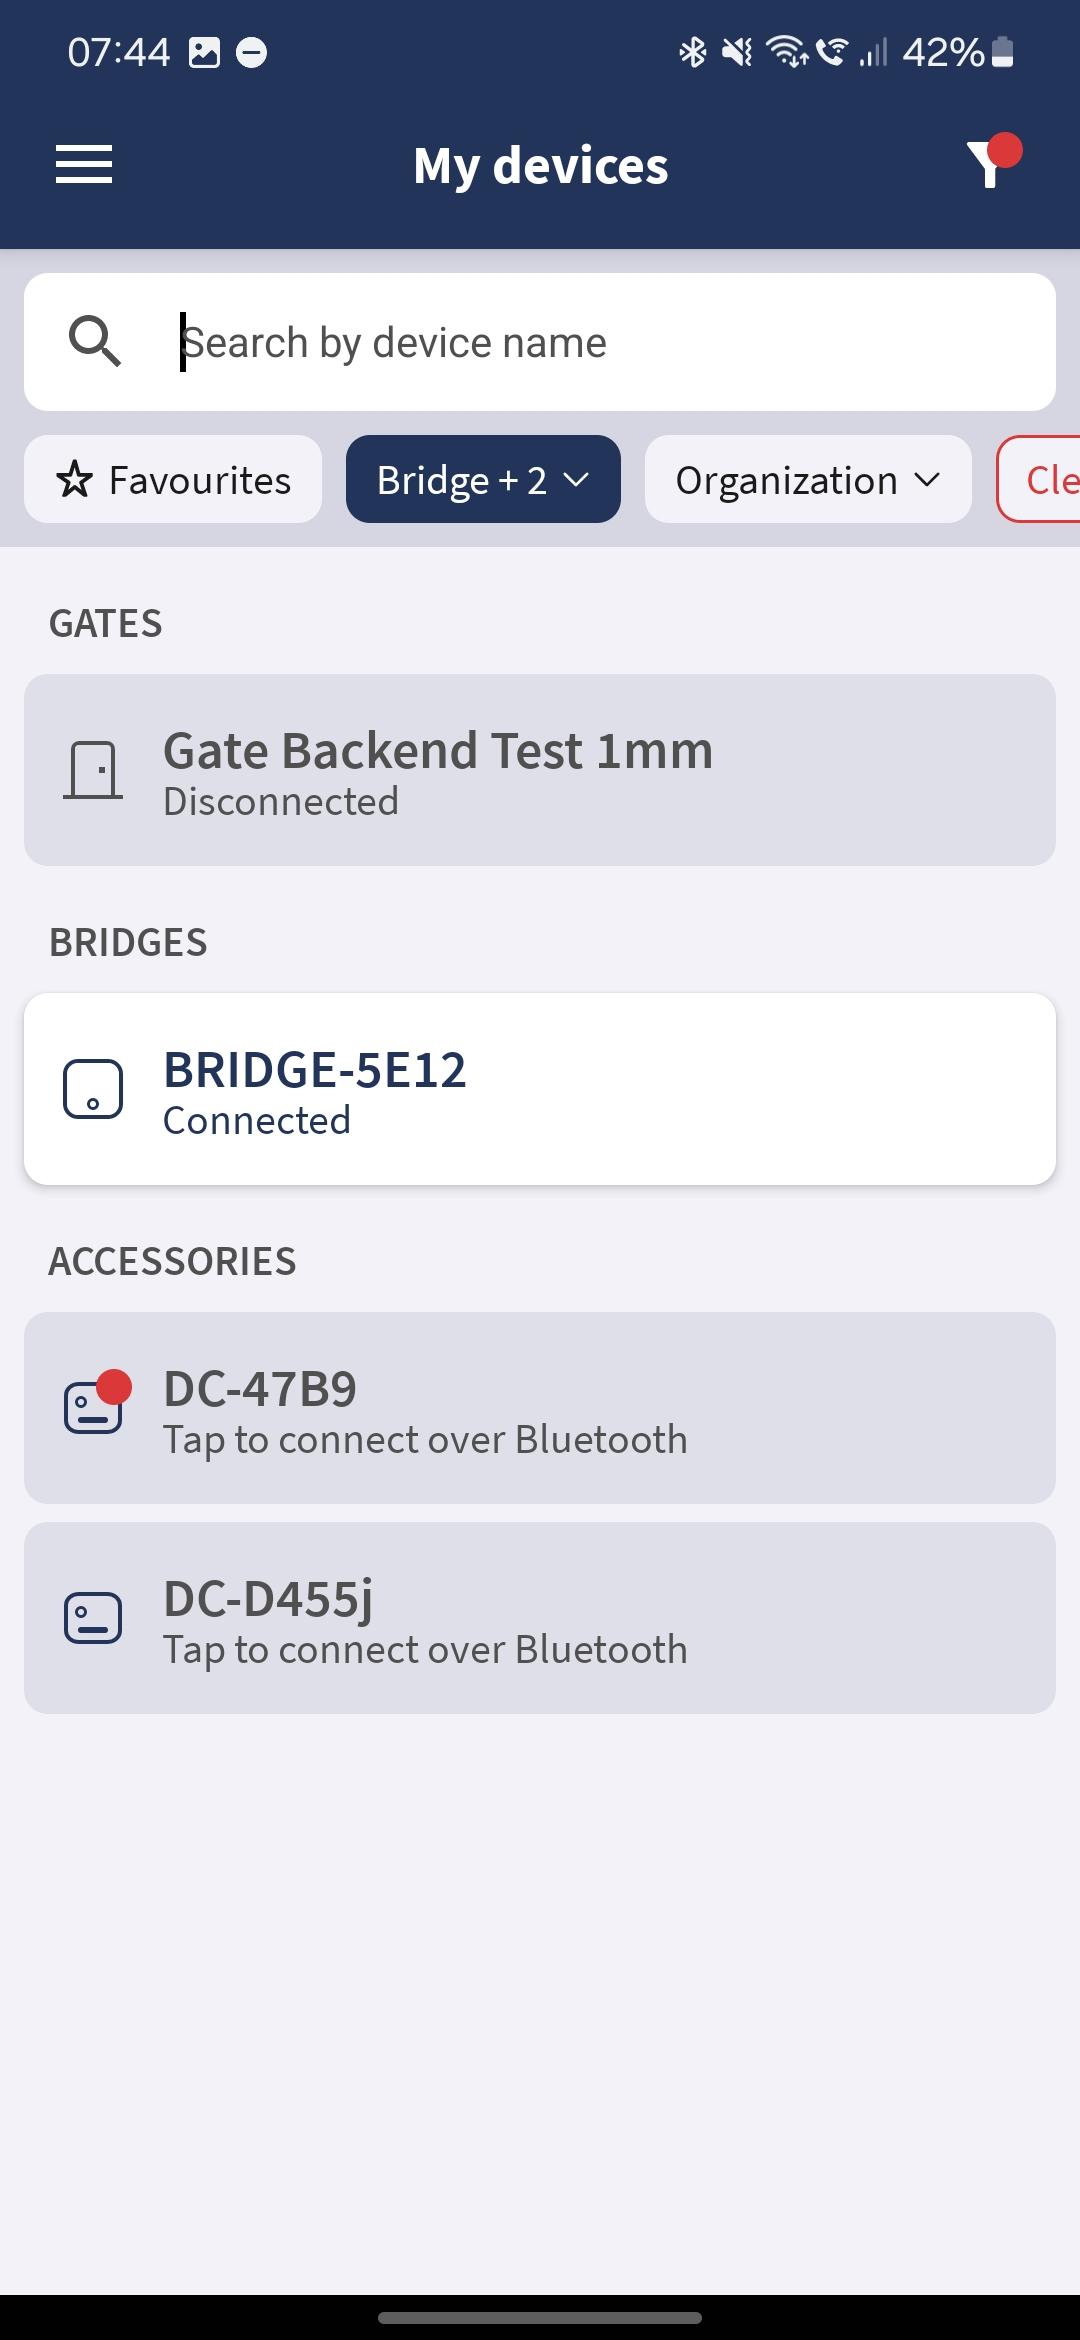 07:44 42%
My devices
Search by device name
Favourites Bridge + 2 Organization Cle
GATES
Gate Backend Test 1mm
Disconnected
BRIDGES
BRIDGE-5E12
Connected
ACCESSORIES
DC-47B9
Tap to connect over Bluetooth
DC-D455j
Tap to connect over Bluetooth